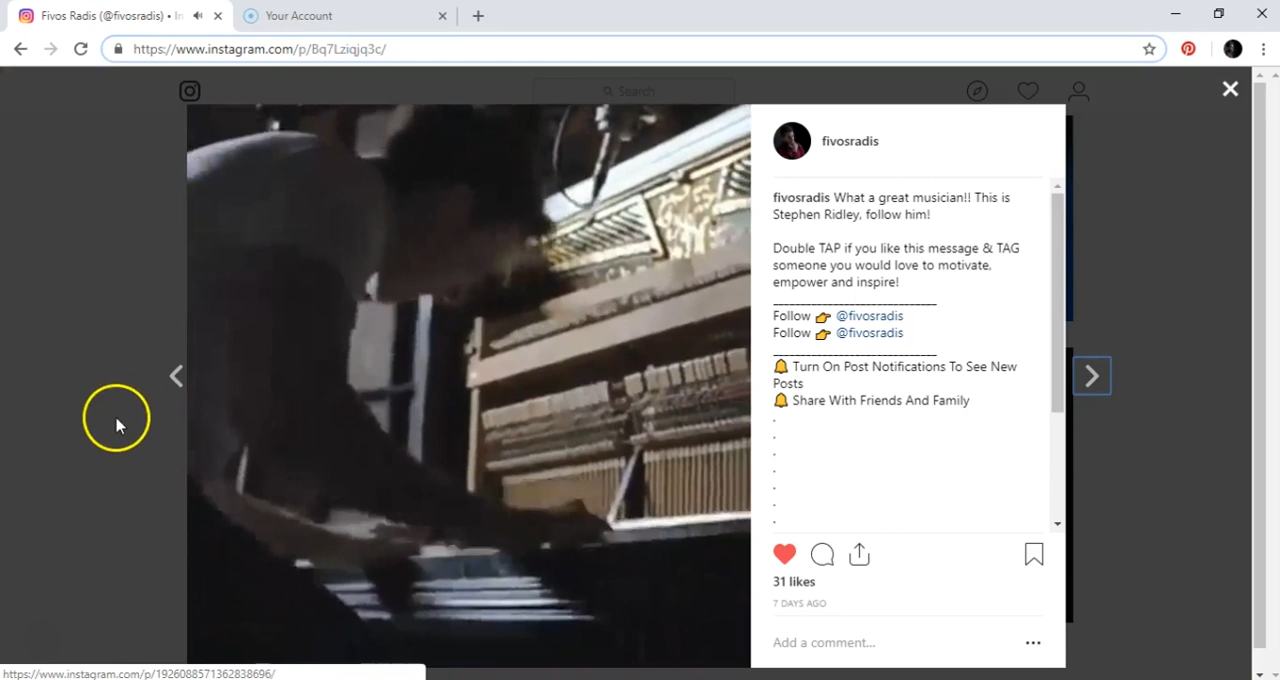 Fivos Radis (@fivosradis) • In
Your Account
https://www.instagram.com/p/Bq7Lziqjq3c/
Search
fivosradis
fivosradis What a great musician!! This is
Stephen Ridley, follow him!
Double TAP if you like this message & TAG
someone you would love to motivate,
empower and inspire!
______________________________
Follow 👉 @fivosradis
Follow 👉 @fivosradis
______________________________
🔔 Turn On Post Notifications To See New
Posts
🔔 Share With Friends And Family
.
.
.
.
.
.
.
31 likes
7 DAYS AGO
Add a comment...
https://www.instagram.com/p/1926088571362838696/